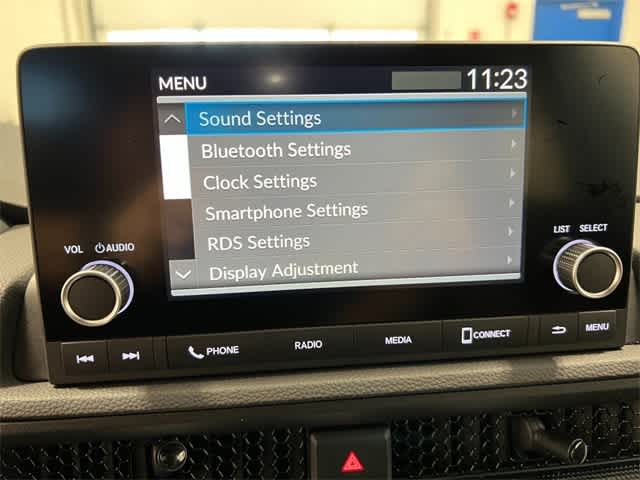 MENU 11:23
Sound Settings
Bluetooth Settings
Clock Settings
Smartphone Settings
RDS Settings
Display Adjustment
VOL AUDIO
LIST SELECT
PHONE RADIO MEDIA CONNECT MENU